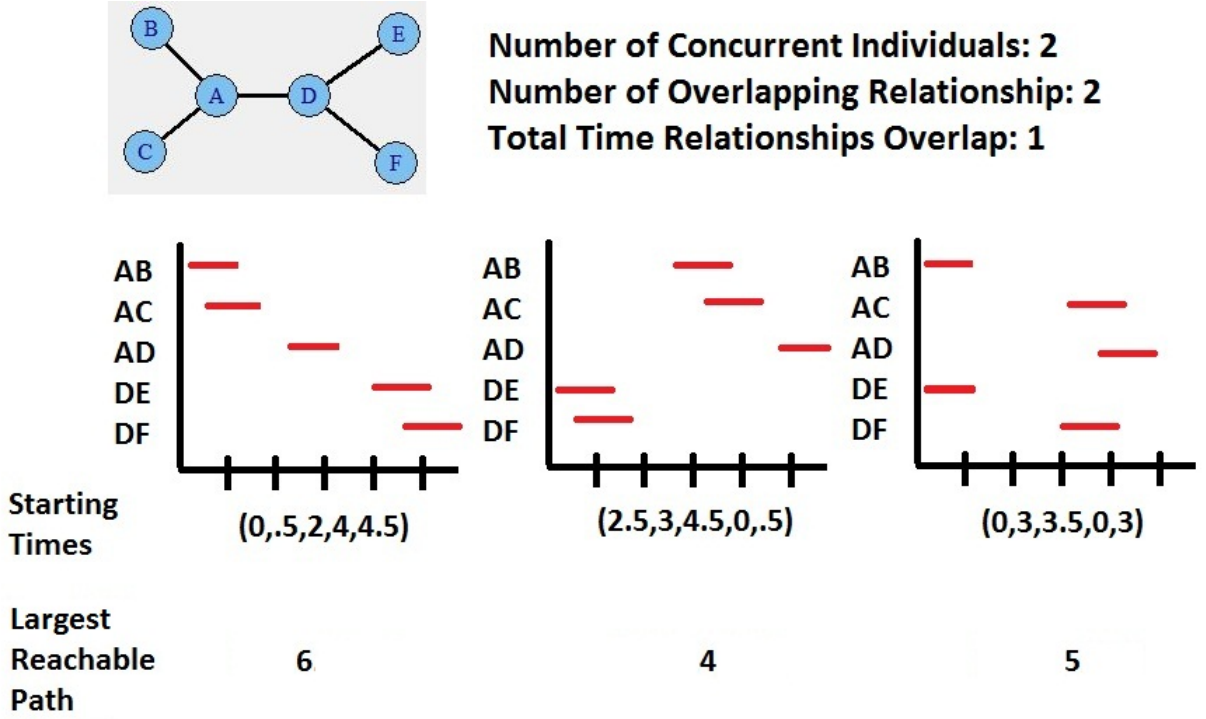 B
E
A
D
C
F
Number of Concurrent Individuals: 2
Number of Overlapping Relationship: 2
Total Time Relationships Overlap: 1
AB
AC
AD
DE
DF
AB
AC
AD
DE
DF
AB
AC
AD
DE
DF
Starting
Times
(0,.5,2,4,4.5)
(2.5,3,4.5,0,.5)
(0,3,3.5,0,3)
Largest
Reachable
Path
6
4
5